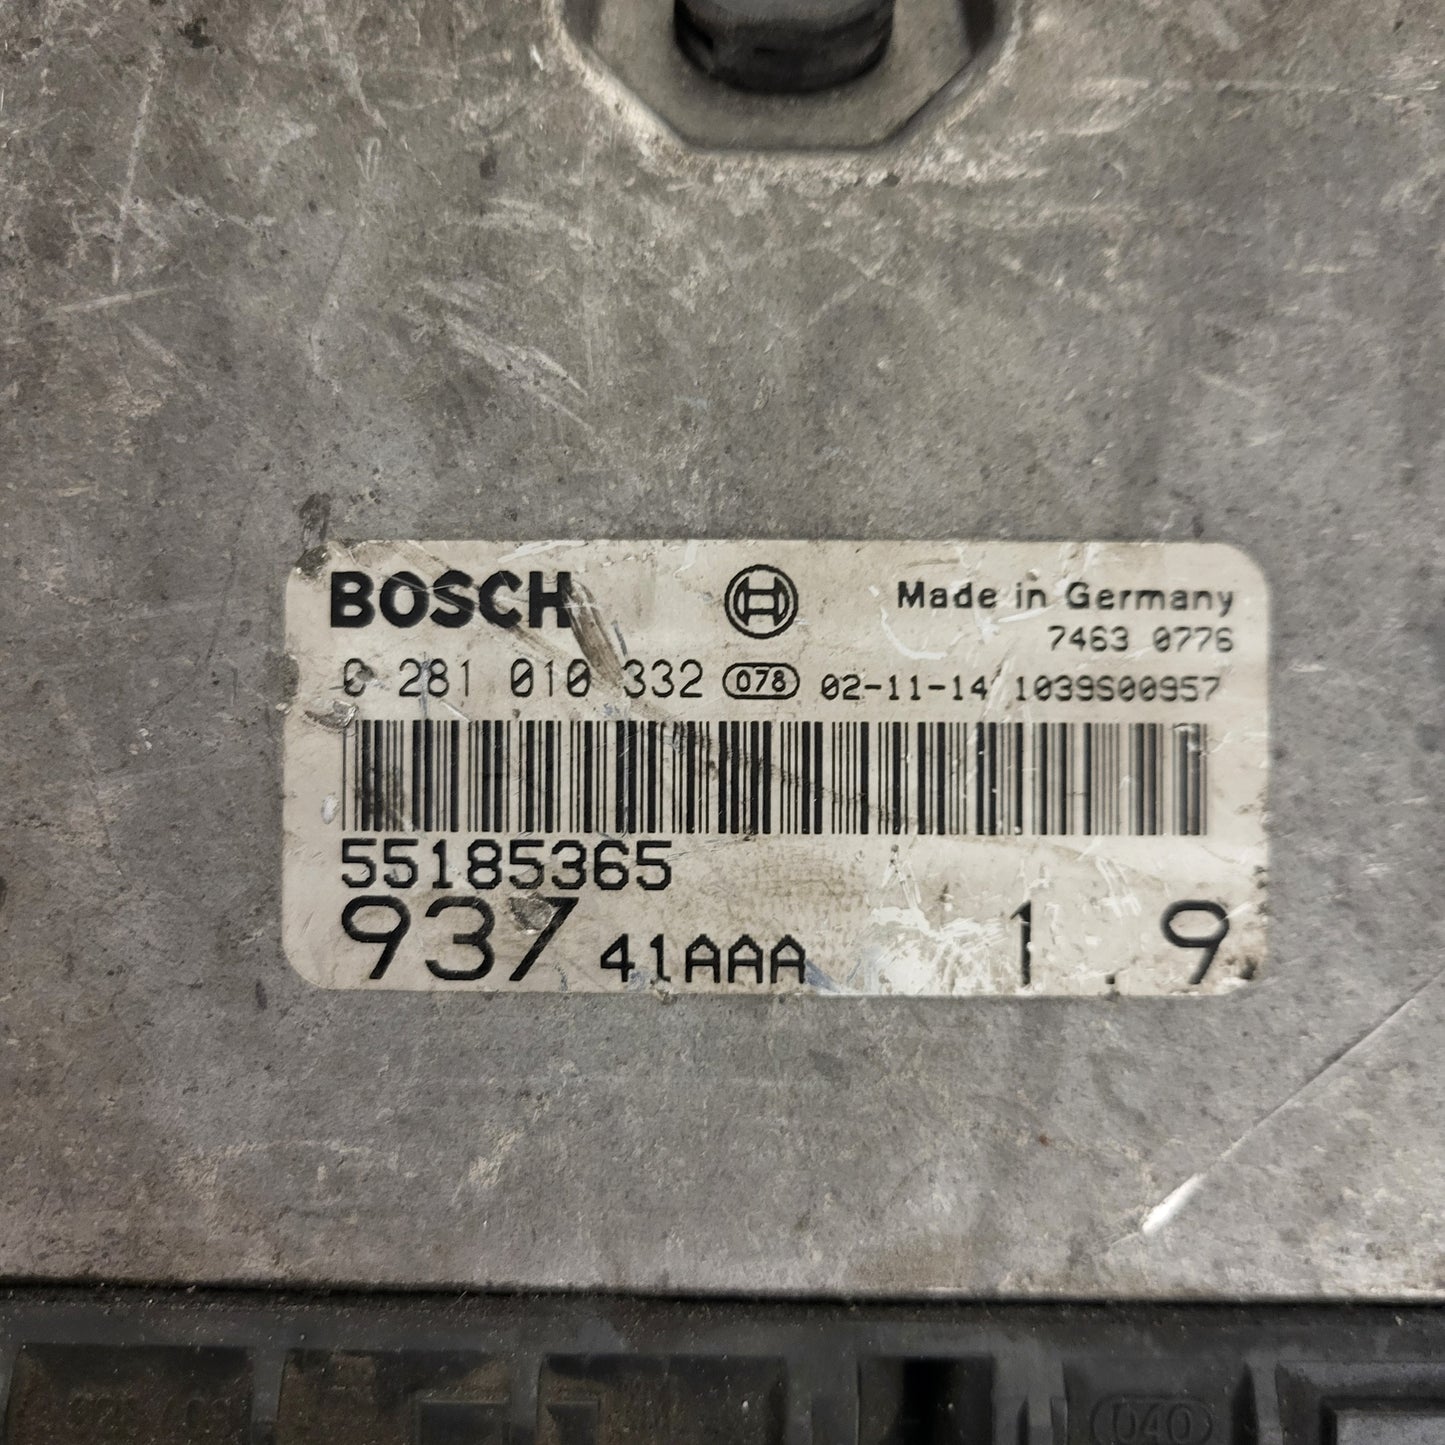 BOSCH Made in Germany
7463 0776
0 281 010 332 078 02-11-14 1039S00957
55185365
937 41AAA 1.9
040